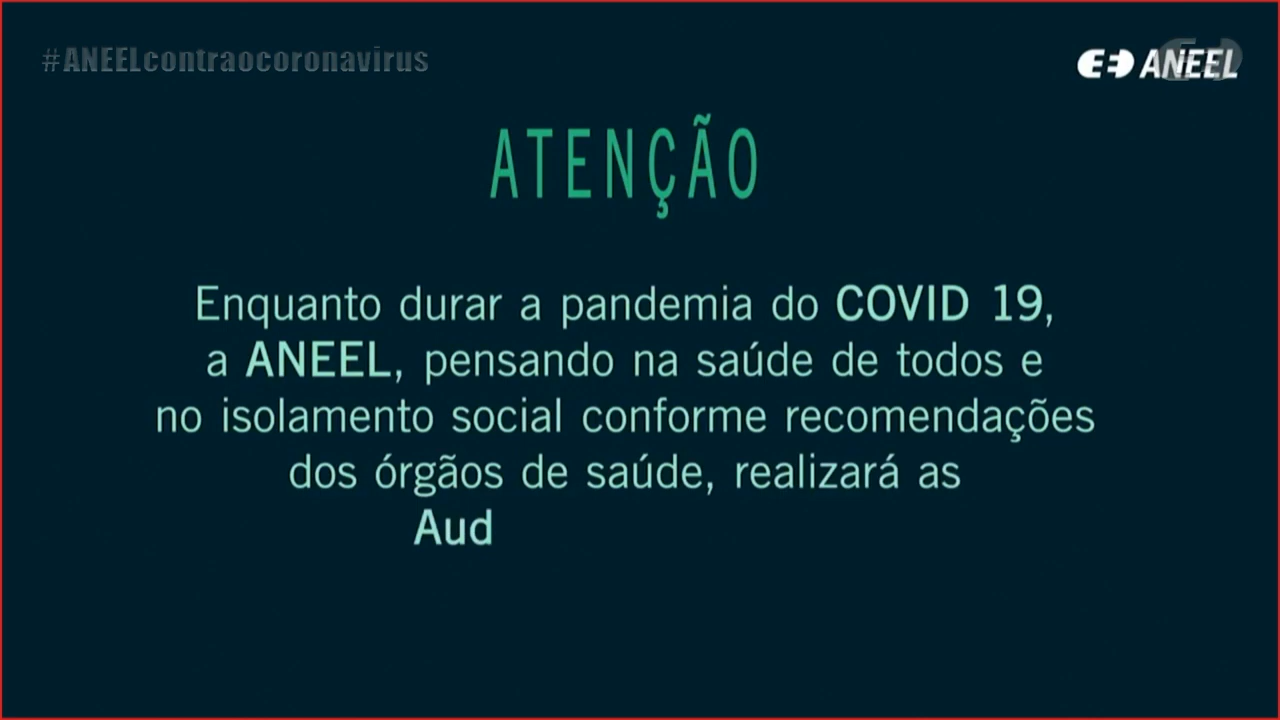 #ANEELcontraocoronavirus
ANEEL
ATENÇÃO
Enquanto durar a pandemia do COVID 19,
a ANEEL, pensando na saúde de todos e
no isolamento social conforme recomendações
dos órgãos de saúde, realizará as
Aud